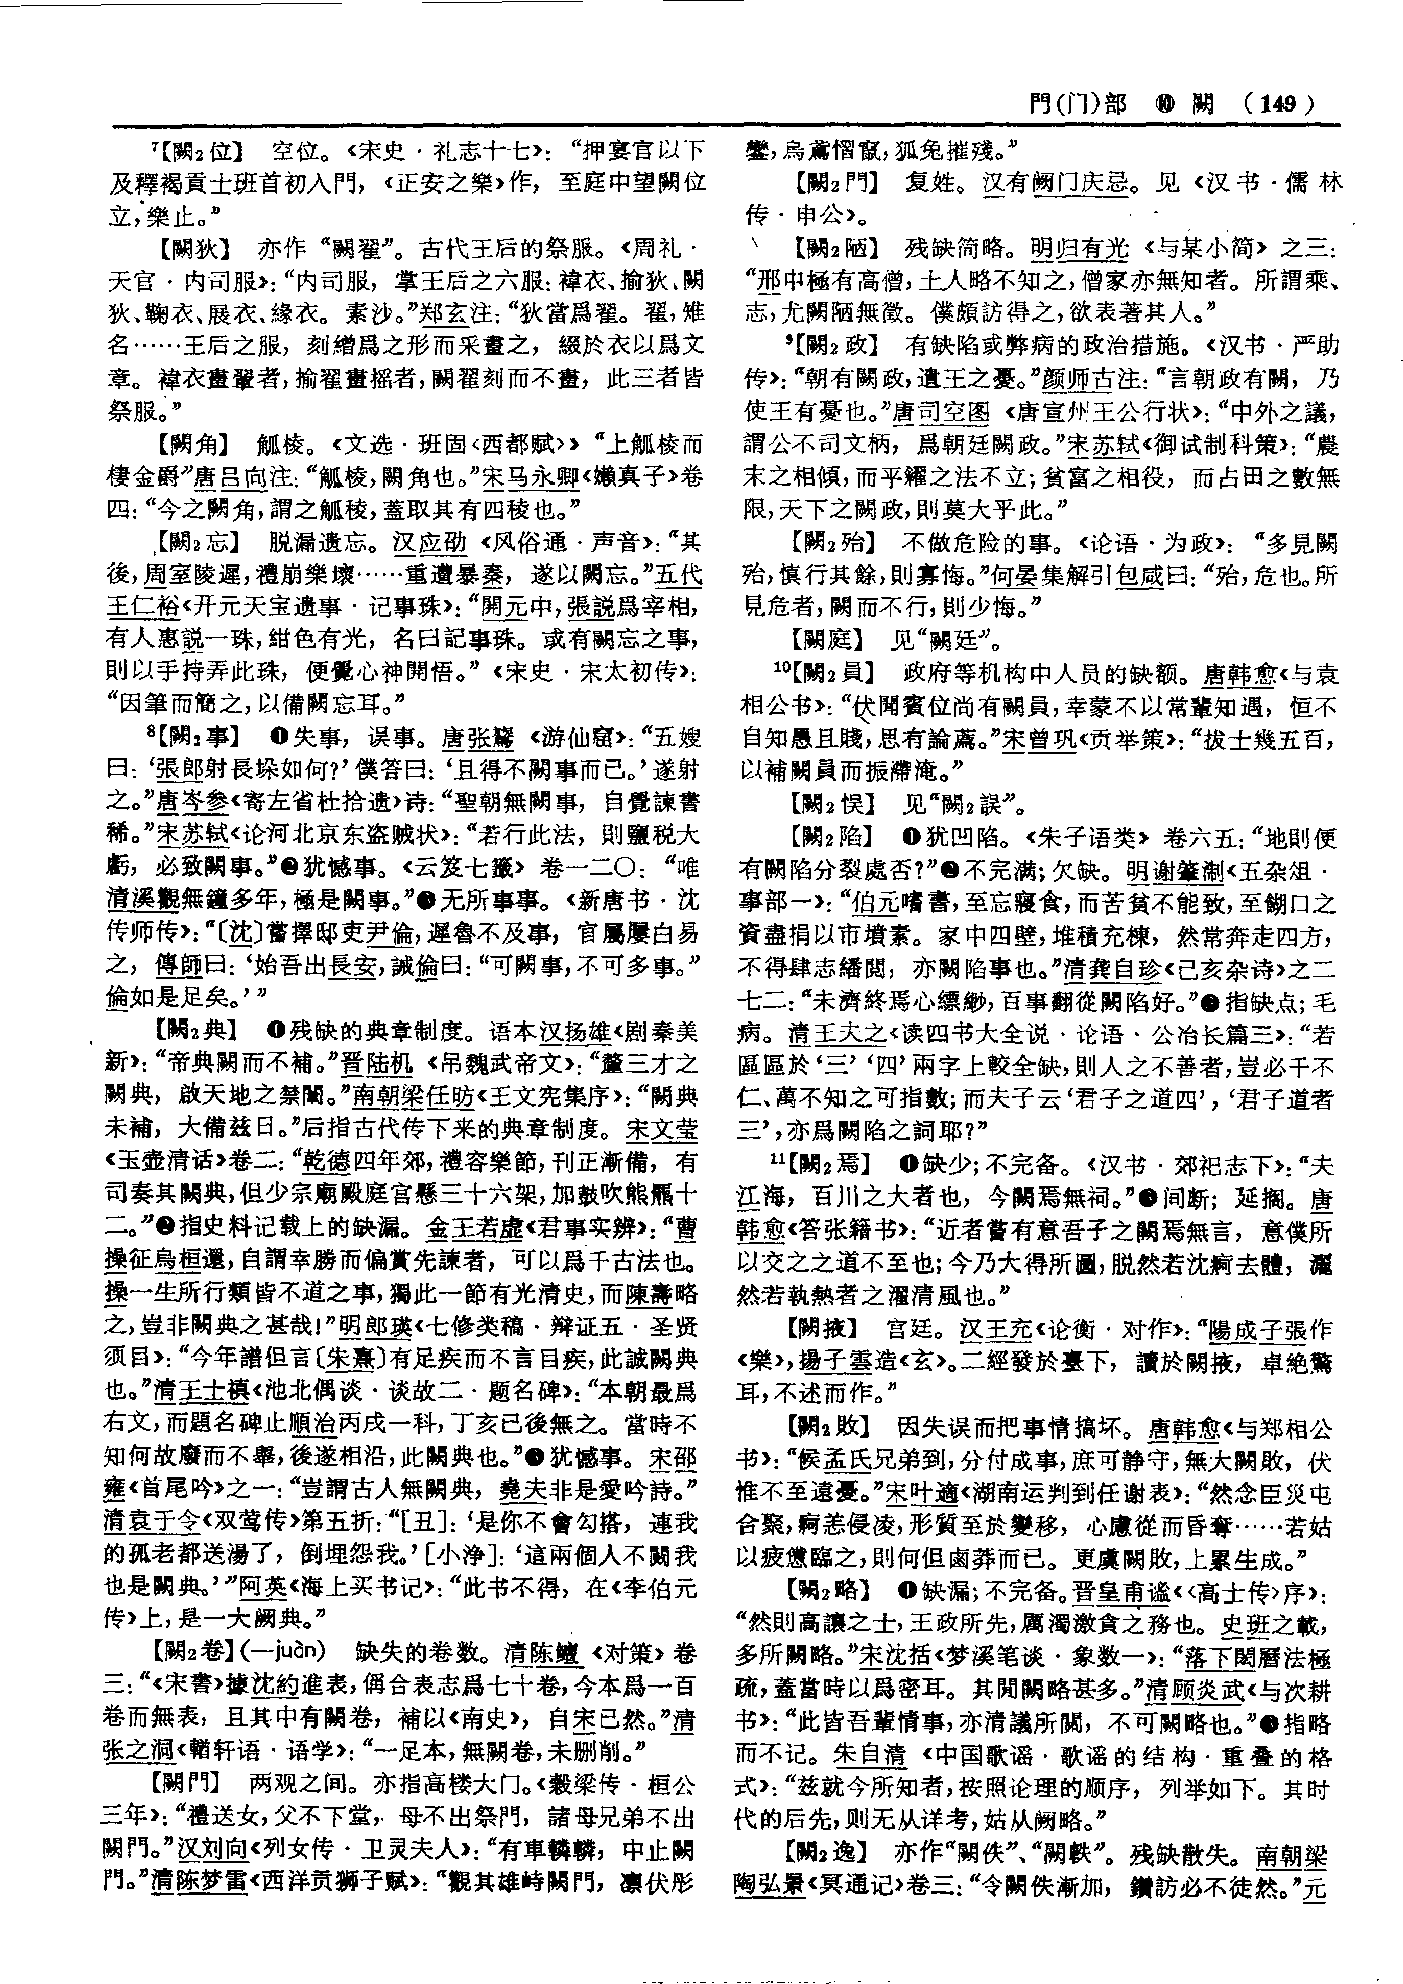 門(门)部 ❿ 闕 (149)
⁷【闕₂位】 空位。《宋史·礼志十七》：“押宴官以下
及釋褐貢士班首初入門，《正安之樂》作，至庭中望闕位
立，樂止。”
【闕狄】 亦作“闕翟”。古代王后的祭服。《周礼·
天官·内司服》：“内司服，掌王后之六服：褘衣、揄狄、闕
狄、鞠衣、展衣、緣衣。素沙。”郑玄注：“狄當爲翟。翟，雉
名……王后之服，刻繒爲之形而采畫之，綴於衣以爲文
章。褘衣畫翬者，揄翟畫摇者，闕翟刻而不畫，此三者皆
祭服。”
【闕角】 觚棱。《文选·班固〈西都赋〉》“上觚棱而
棲金爵”唐吕向注：“觚棱，闕角也。”宋马永卿《嬾真子》卷
四：“今之闕角，謂之觚稜，蓋取其有四稜也。”
【闕₂忘】 脱漏遗忘。汉应劭《风俗通·声音》：“其
後，周室陵遲，禮崩樂壞……重遭暴秦，遂以闕忘。”五代
王仁裕《开元天宝遗事·记事珠》：“開元中，張説爲宰相，
有人惠説一珠，紺色有光，名曰記事珠。或有闕忘之事，
則以手持弄此珠，便覺心神開悟。”《宋史·宋太初传》：
“因筆而簡之，以備闕忘耳。”
⁸【闕₂事】 ❶失事，误事。唐张鷟《游仙窟》：“五嫂
曰：‘張郎射長垛如何？’僕答曰：‘且得不闕事而已。’遂射
之。”唐岑参《寄左省杜拾遗》诗：“聖朝無闕事，自覺諫書
稀。”宋苏轼《论河北京东盗贼状》：“若行此法，則鹽税大
虧，必致闕事。”❷犹憾事。《云笈七籤》卷一二〇：“唯
清溪觀無鐘多年，極是闕事。”❸无所事事。《新唐书·沈
传师传》：“〔沈〕嘗擇邸吏尹倫，遲魯不及事，官屬屢白易
之，傳師曰：‘始吾出長安，誡倫曰：“可闕事，不可多事。”
倫如是足矣。’”
【闕₂典】 ❶残缺的典章制度。语本汉扬雄《剧秦美
新》：“帝典闕而不補。”晋陆机《吊魏武帝文》：“釐三才之
闕典，啟天地之禁闈。”南朝梁任昉《王文宪集序》：“闕典
未補，大備兹日。”后指古代传下来的典章制度。宋文莹
《玉壶清话》卷二：“乾德四年郊，禮容樂節，刊正漸備，有
司奏其闕典，但少宗廟殿庭宫懸三十六架，加鼓吹熊羆十
二。”❷指史料记载上的缺漏。金王若虚《君事实辨》：“曹
操征烏桓還，自謂幸勝而偏賞先諫者，可以爲千古法也。
操一生所行類皆不道之事，獨此一節有光清史，而陳壽略
之，豈非闕典之甚哉！”明郎瑛《七修类稿·辩证五·圣贤
须目》：“今年譜但言〔朱熹〕有足疾而不言目疾，此誠闕典
也。”清王士禛《池北偶谈·谈故二·题名碑》：“本朝最爲
右文，而題名碑止順治丙戌一科，丁亥已後無之。當時不
知何故廢而不舉，後遂相沿，此闕典也。”❸犹憾事。宋邵
雍《首尾吟》之一：“豈謂古人無闕典，堯夫非是愛吟詩。”
清袁于令《双莺传》第五折：“[丑]：‘是你不會勾搭，連我
的孤老都送湯了，倒埋怨我。’[小浄]：‘這兩個人不闕我
也是闕典。’”阿英《海上买书记》：“此书不得，在《李伯元
传》上，是一大阙典。”
【闕₂卷】(—juàn) 缺失的卷数。清陈鳣《对策》卷
三：“《宋書》據沈約進表，偁合表志爲七十卷，今本爲一百
卷而無表，且其中有闕卷，補以《南史》，自宋已然。”清
张之洞《輶轩语·语学》：“一足本，無闕卷，未删削。”
【闕門】 两观之间。亦指高楼大门。《穀梁传·桓公
三年》：“禮送女，父不下堂，母不出祭門，諸母兄弟不出
闕門。”汉刘向《列女传·卫灵夫人》：“有車轔轔，中止闕
門。”清陈梦雷《西洋贡狮子赋》：“觀其雄峙闕門，凛伏彤
鑾，烏鳶慴竄，狐兔摧殘。”
【闕₂門】 复姓。汉有阙门庆忌。见《汉书·儒林
传·申公》。
【闕₂陋】 残缺简略。明归有光《与某小简》之三：
“邢中極有高僧，土人略不知之，僧家亦無知者。所謂乘、
志，尤闕陋無徵。僕頗訪得之，欲表著其人。”
⁹【闕₂政】 有缺陷或弊病的政治措施。《汉书·严助
传》：“朝有闕政，遺王之憂。”颜师古注：“言朝政有闕，乃
使王有憂也。”唐司空图《唐宣州王公行状》：“中外之議，
謂公不司文柄，爲朝廷闕政。”宋苏轼《御试制科策》：“農
末之相傾，而平糴之法不立；貧富之相役，而占田之數無
限，天下之闕政，則莫大乎此。”
【闕₂殆】 不做危险的事。《论语·为政》：“多見闕
殆，慎行其餘，則寡悔。”何晏集解引包咸曰：“殆，危也。所
見危者，闕而不行，則少悔。”
【闕庭】 见“闕廷”。
¹⁰【闕₂員】 政府等机构中人员的缺额。唐韩愈《与袁
相公书》：“伏聞賓位尚有闕員，幸蒙不以常輩知遇，恒不
自知愚且賤，思有論薦。”宋曾巩《贡举策》：“拔士幾五百，
以補闕員而振滯淹。”
【闕₂悮】 见“闕₂誤”。
【闕₂陷】 ❶犹凹陷。《朱子语类》卷六五：“地則便
有闕陷分裂處否？”❷不完满；欠缺。明谢肇淛《五杂俎·
事部一》：“伯元嗜書，至忘寢食，而苦贫不能致，至餬口之
資盡捐以市墳素。家中四壁，堆積充棟，然常奔走四方，
不得肆志繙閲，亦闕陷事也。”清龚自珍《己亥杂诗》之二
七二：“未濟終焉心縹緲，百事翻從闕陷好。”❸指缺点；毛
病。清王夫之《读四书大全说·论语·公冶长篇三》：“若
區區於‘三’‘四’兩字上較全缺，則人之不善者，豈必千不
仁、萬不知之可指數；而夫子云‘君子之道四’，‘君子道者
三’，亦爲闕陷之詞耶？”
¹¹【闕₂焉】 ❶缺少；不完备。《汉书·郊祀志下》：“夫
江海，百川之大者也，今闕焉無祠。”❷间断；延搁。唐
韩愈《答张籍书》：“近者嘗有意吾子之闕焉無言，意僕所
以交之之道不至也；今乃大得所圖，脱然若沈痾去體，灑
然若執熱者之濯清風也。”
【闕掖】 宫廷。汉王充《论衡·对作》：“陽成子張作
《樂》，揚子雲造《玄》。二經發於臺下，讀於闕掖，卓絶驚
耳，不述而作。”
【闕₂敗】 因失误而把事情搞坏。唐韩愈《与郑相公
书》：“候孟氏兄弟到，分付成事，庶可静守，無大闕敗，伏
惟不至遠憂。”宋叶適《湖南运判到任谢表》：“然念臣災屯
合聚，痾恙侵凌，形質至於變移，心慮從而昏奪……若姑
以疲憊臨之，則何但鹵莽而已。更虞闕敗，上累生成。”
【闕₂略】 ❶缺漏；不完备。晋皇甫谧《〈高士传〉序》：
“然則高讓之士，王政所先，厲濁激貪之務也。史班之載，
多所闕略。”宋沈括《梦溪笔谈·象数一》：“落下閎曆法極
疏，蓋當時以爲密耳。其間闕略甚多。”清顾炎武《与次耕
书》：“此皆吾輩情事，亦清議所關，不可闕略也。”❷指略
而不记。朱自清《中国歌谣·歌谣的结构·重叠的格
式》：“兹就今所知者，按照论理的顺序，列举如下。其时
代的后先，则无从详考，姑从阙略。”
【闕₂逸】 亦作“闕佚”、“闕軼”。残缺散失。南朝梁
陶弘景《冥通记》卷三：“令闕佚漸加，鑽訪必不徒然。”元